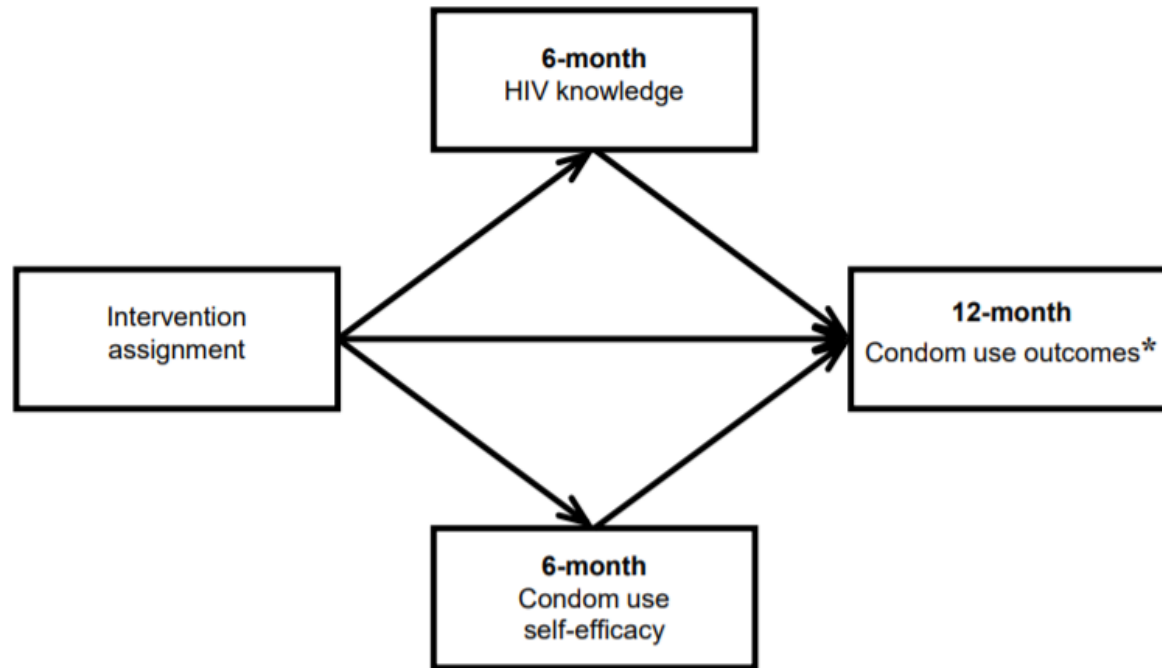 6-month
HIV knowledge
Intervention
assignment
12-month
Condom use outcomes*
6-month
Condom use
self-efficacy